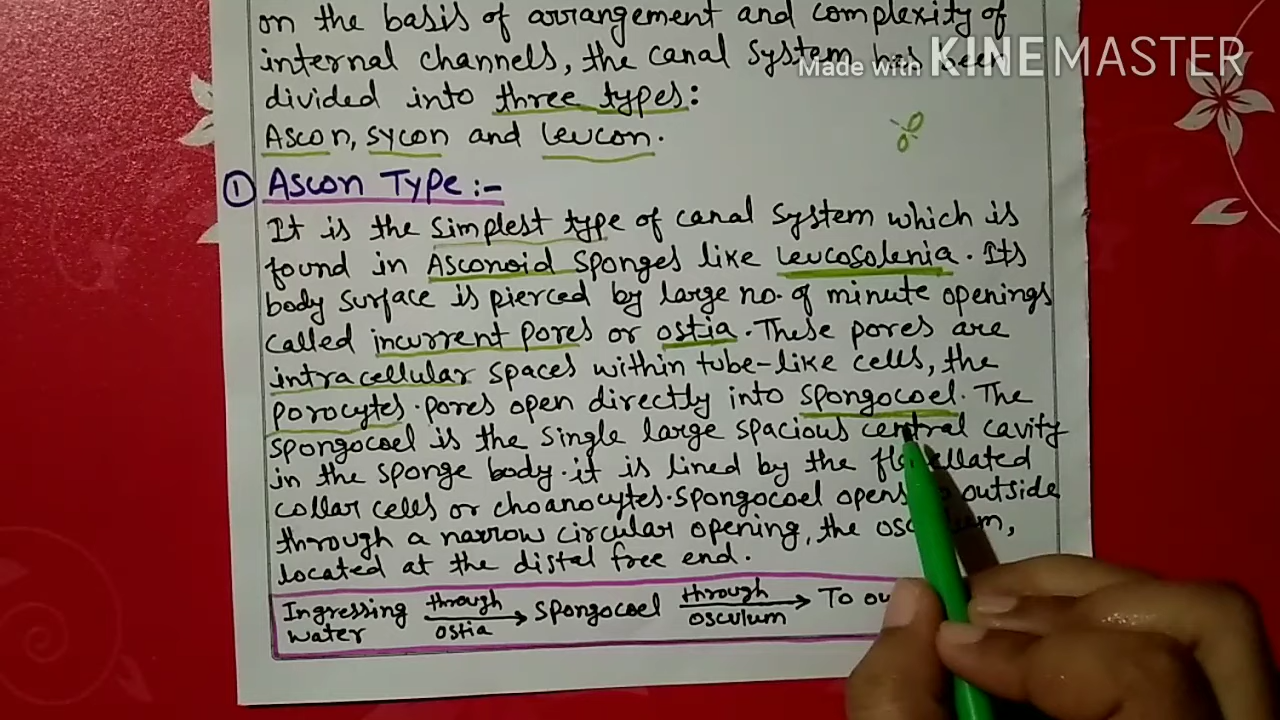 on the basis of arrangement and complexity of
internal channels, the canal system has been
Made with KINEMASTER
divided into three types:
Ascon, sycon and leucon.
① Ascon Type:-
It is the simplest type of canal system which is
found in Asconoid sponges like leucosolenia. Its
body surface is pierced by large no. of minute openings
called incurrent pores or ostia. These pores are
intracellular spaces within tube-like cells, the
porocytes. pores open directly into spongocoel. The
spongocoel is the single large spacious central cavity
in the sponge body. it is lined by the flagellated
collar cells or choanocytes. spongocoel opens outside
through a narrow circular opening, the osculum,
located at the distal free end.
Ingressing water through ostia → spongocoel through osculum → To